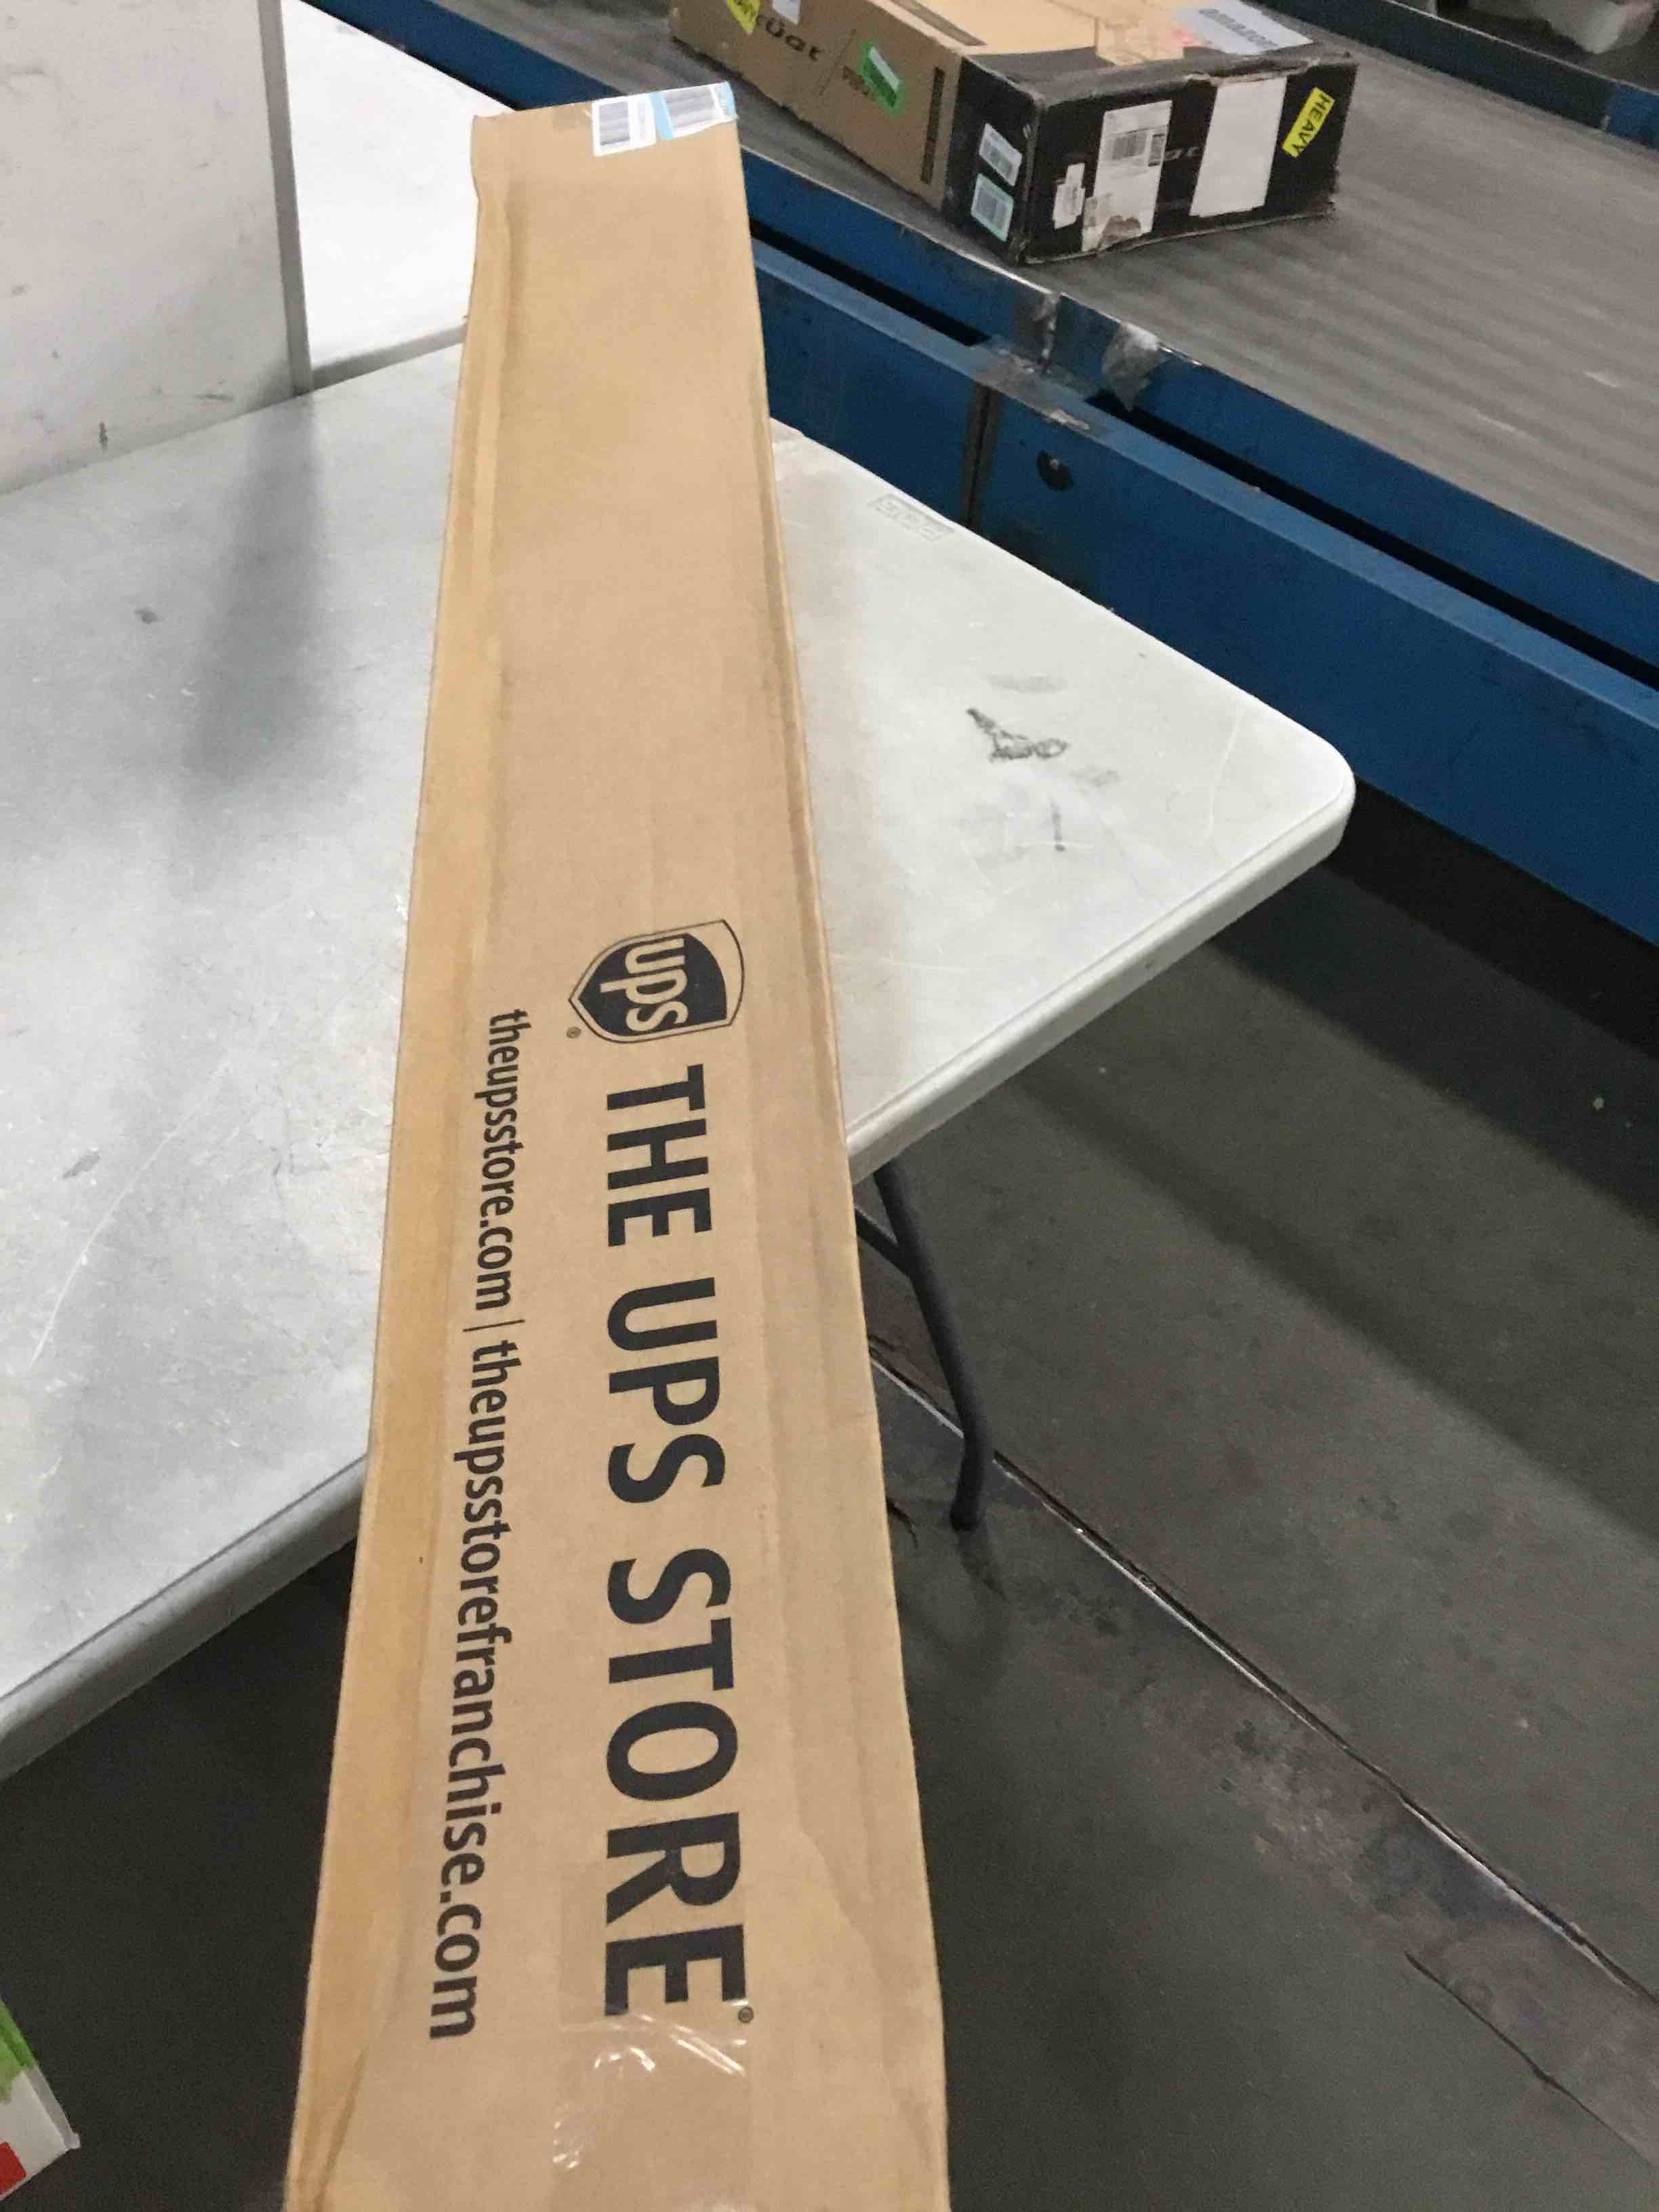 ups
THE UPS STORE®
theupsstore.com | theupsstorefranchise.com
HEAVY